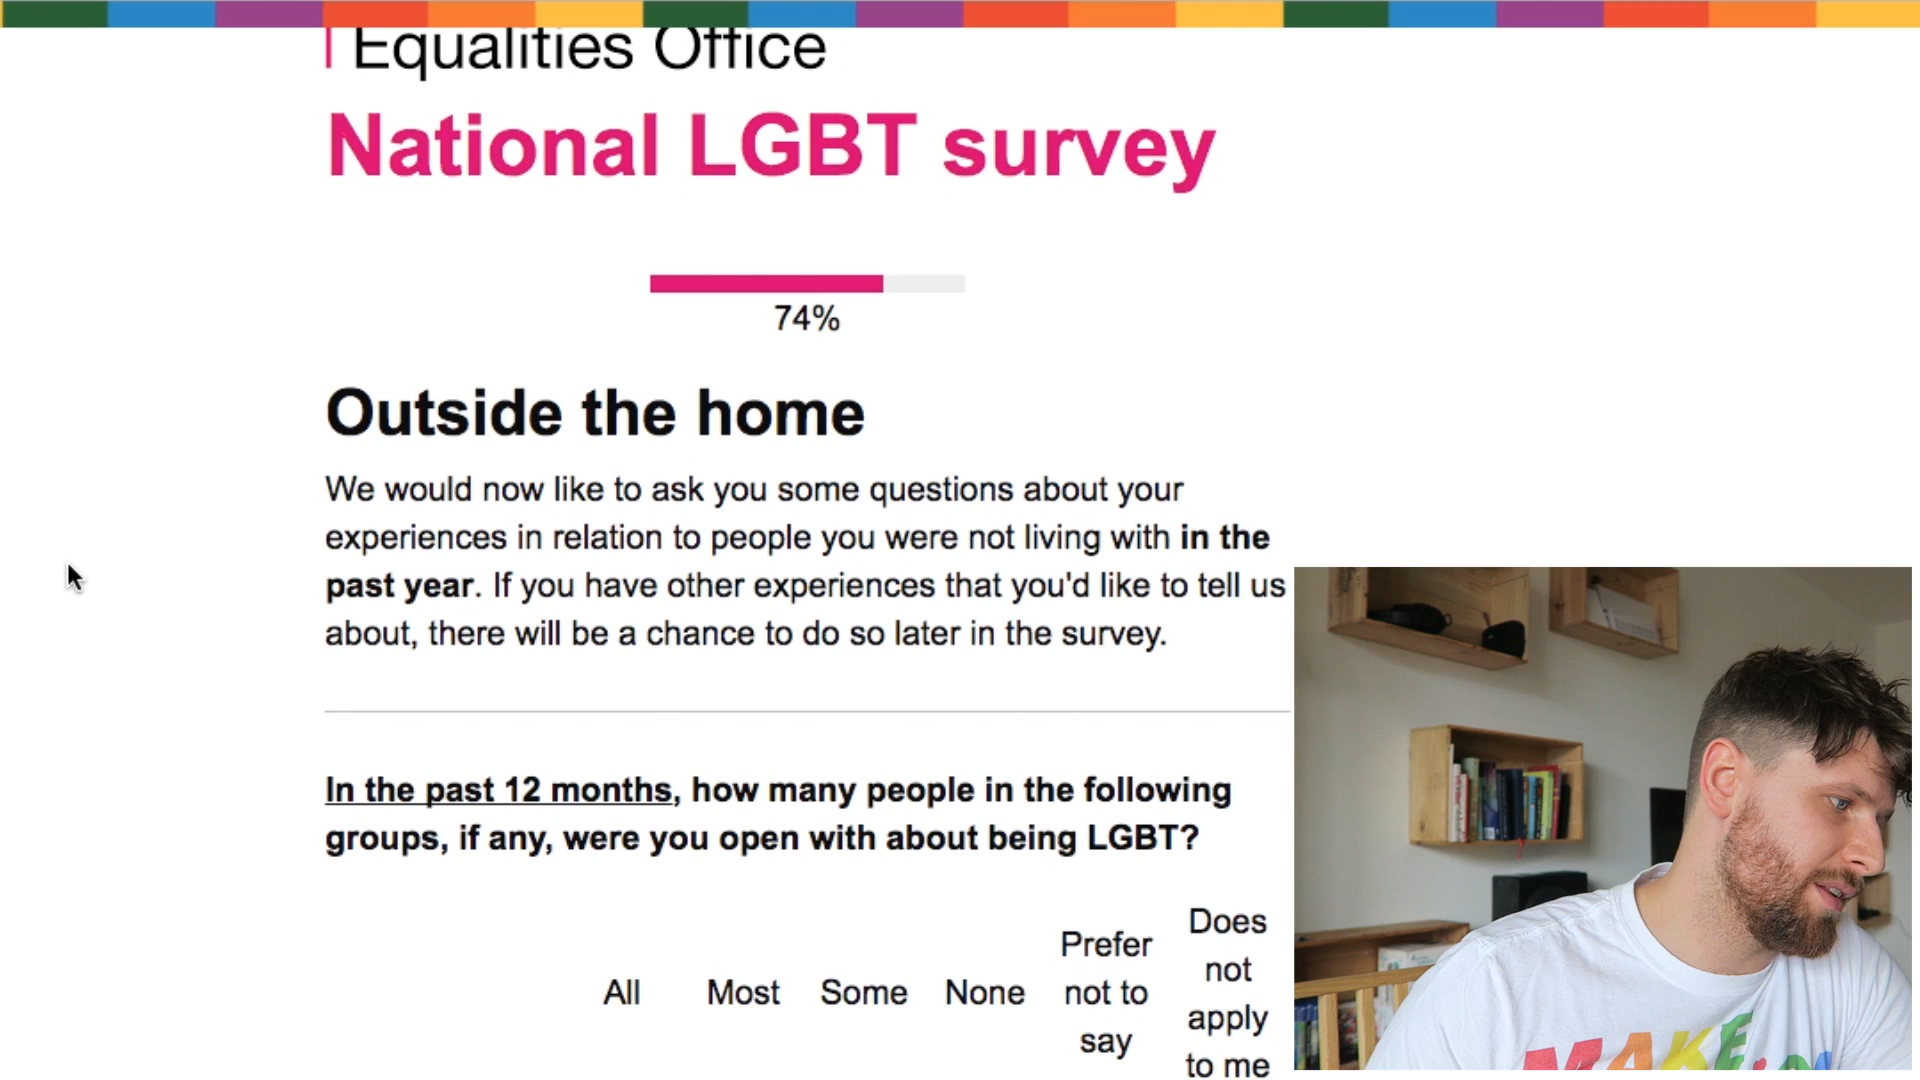 Equalities Office
National LGBT survey
74%
Outside the home
We would now like to ask you some questions about your
experiences in relation to people you were not living with in the
past year. If you have other experiences that you'd like to tell us
about, there will be a chance to do so later in the survey.
In the past 12 months, how many people in the following
groups, if any, were you open with about being LGBT?
All Most Some None Prefer not to say Does not apply to me
MAKE